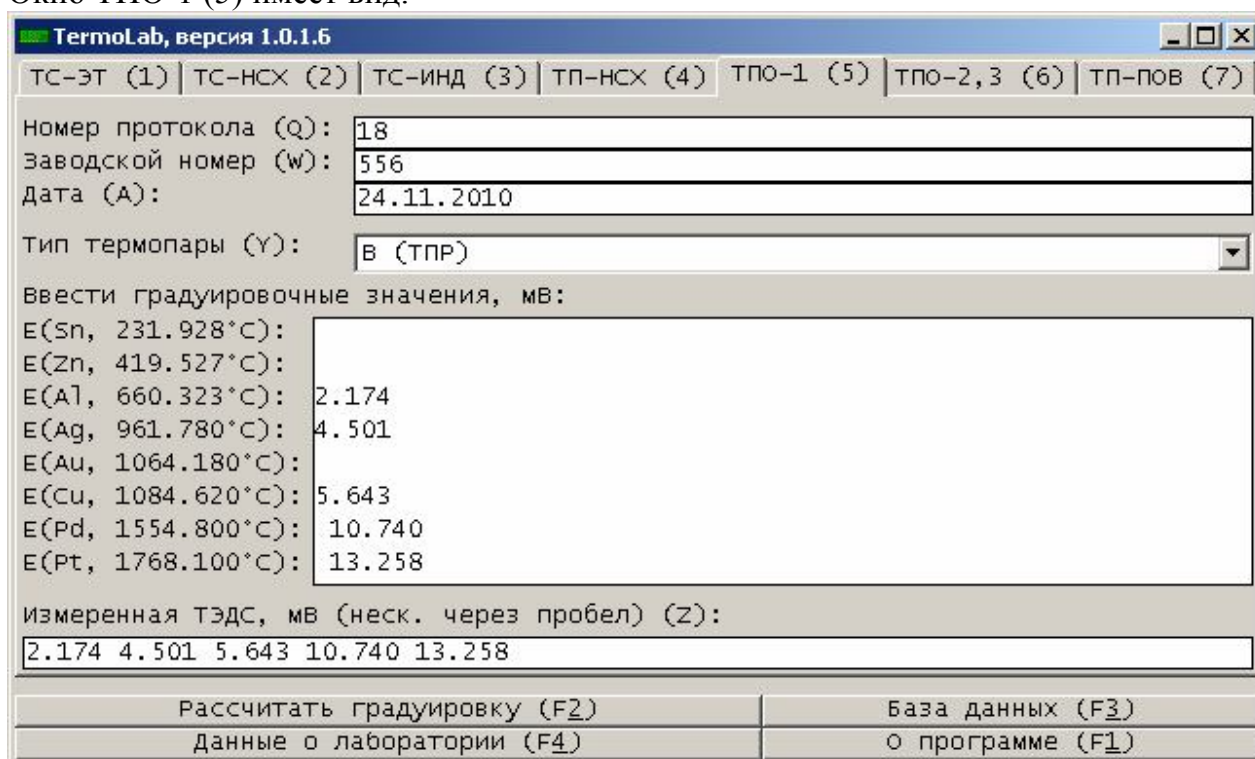 Окно ТПО-1 (5) имеет вид:
TermoLab, версия 1.0.1.6
ТС-ЭТ (1) ТС-НСХ (2) ТС-ИНД (3) ТП-НСХ (4) ТПО-1 (5) ТПО-2,3 (6) ТП-ПОВ (7)
Номер протокола (Q): 18
Заводской номер (W): 556
Дата (A): 24.11.2010
Тип термопары (Y): B (ТПР)
Ввести градуировочные значения, мВ:
E(Sn, 231.928°C):
E(Zn, 419.527°C):
E(Al, 660.323°C): 2.174
E(Ag, 961.780°C): 4.501
E(Au, 1064.180°C):
E(Cu, 1084.620°C): 5.643
E(Pd, 1554.800°C): 10.740
E(Pt, 1768.100°C): 13.258
Измеренная ТЭДС, мВ (неск. через пробел) (Z):
2.174 4.501 5.643 10.740 13.258
Рассчитать градуировку (F2) База данных (F3)
Данные о лаборатории (F4) О программе (F1)